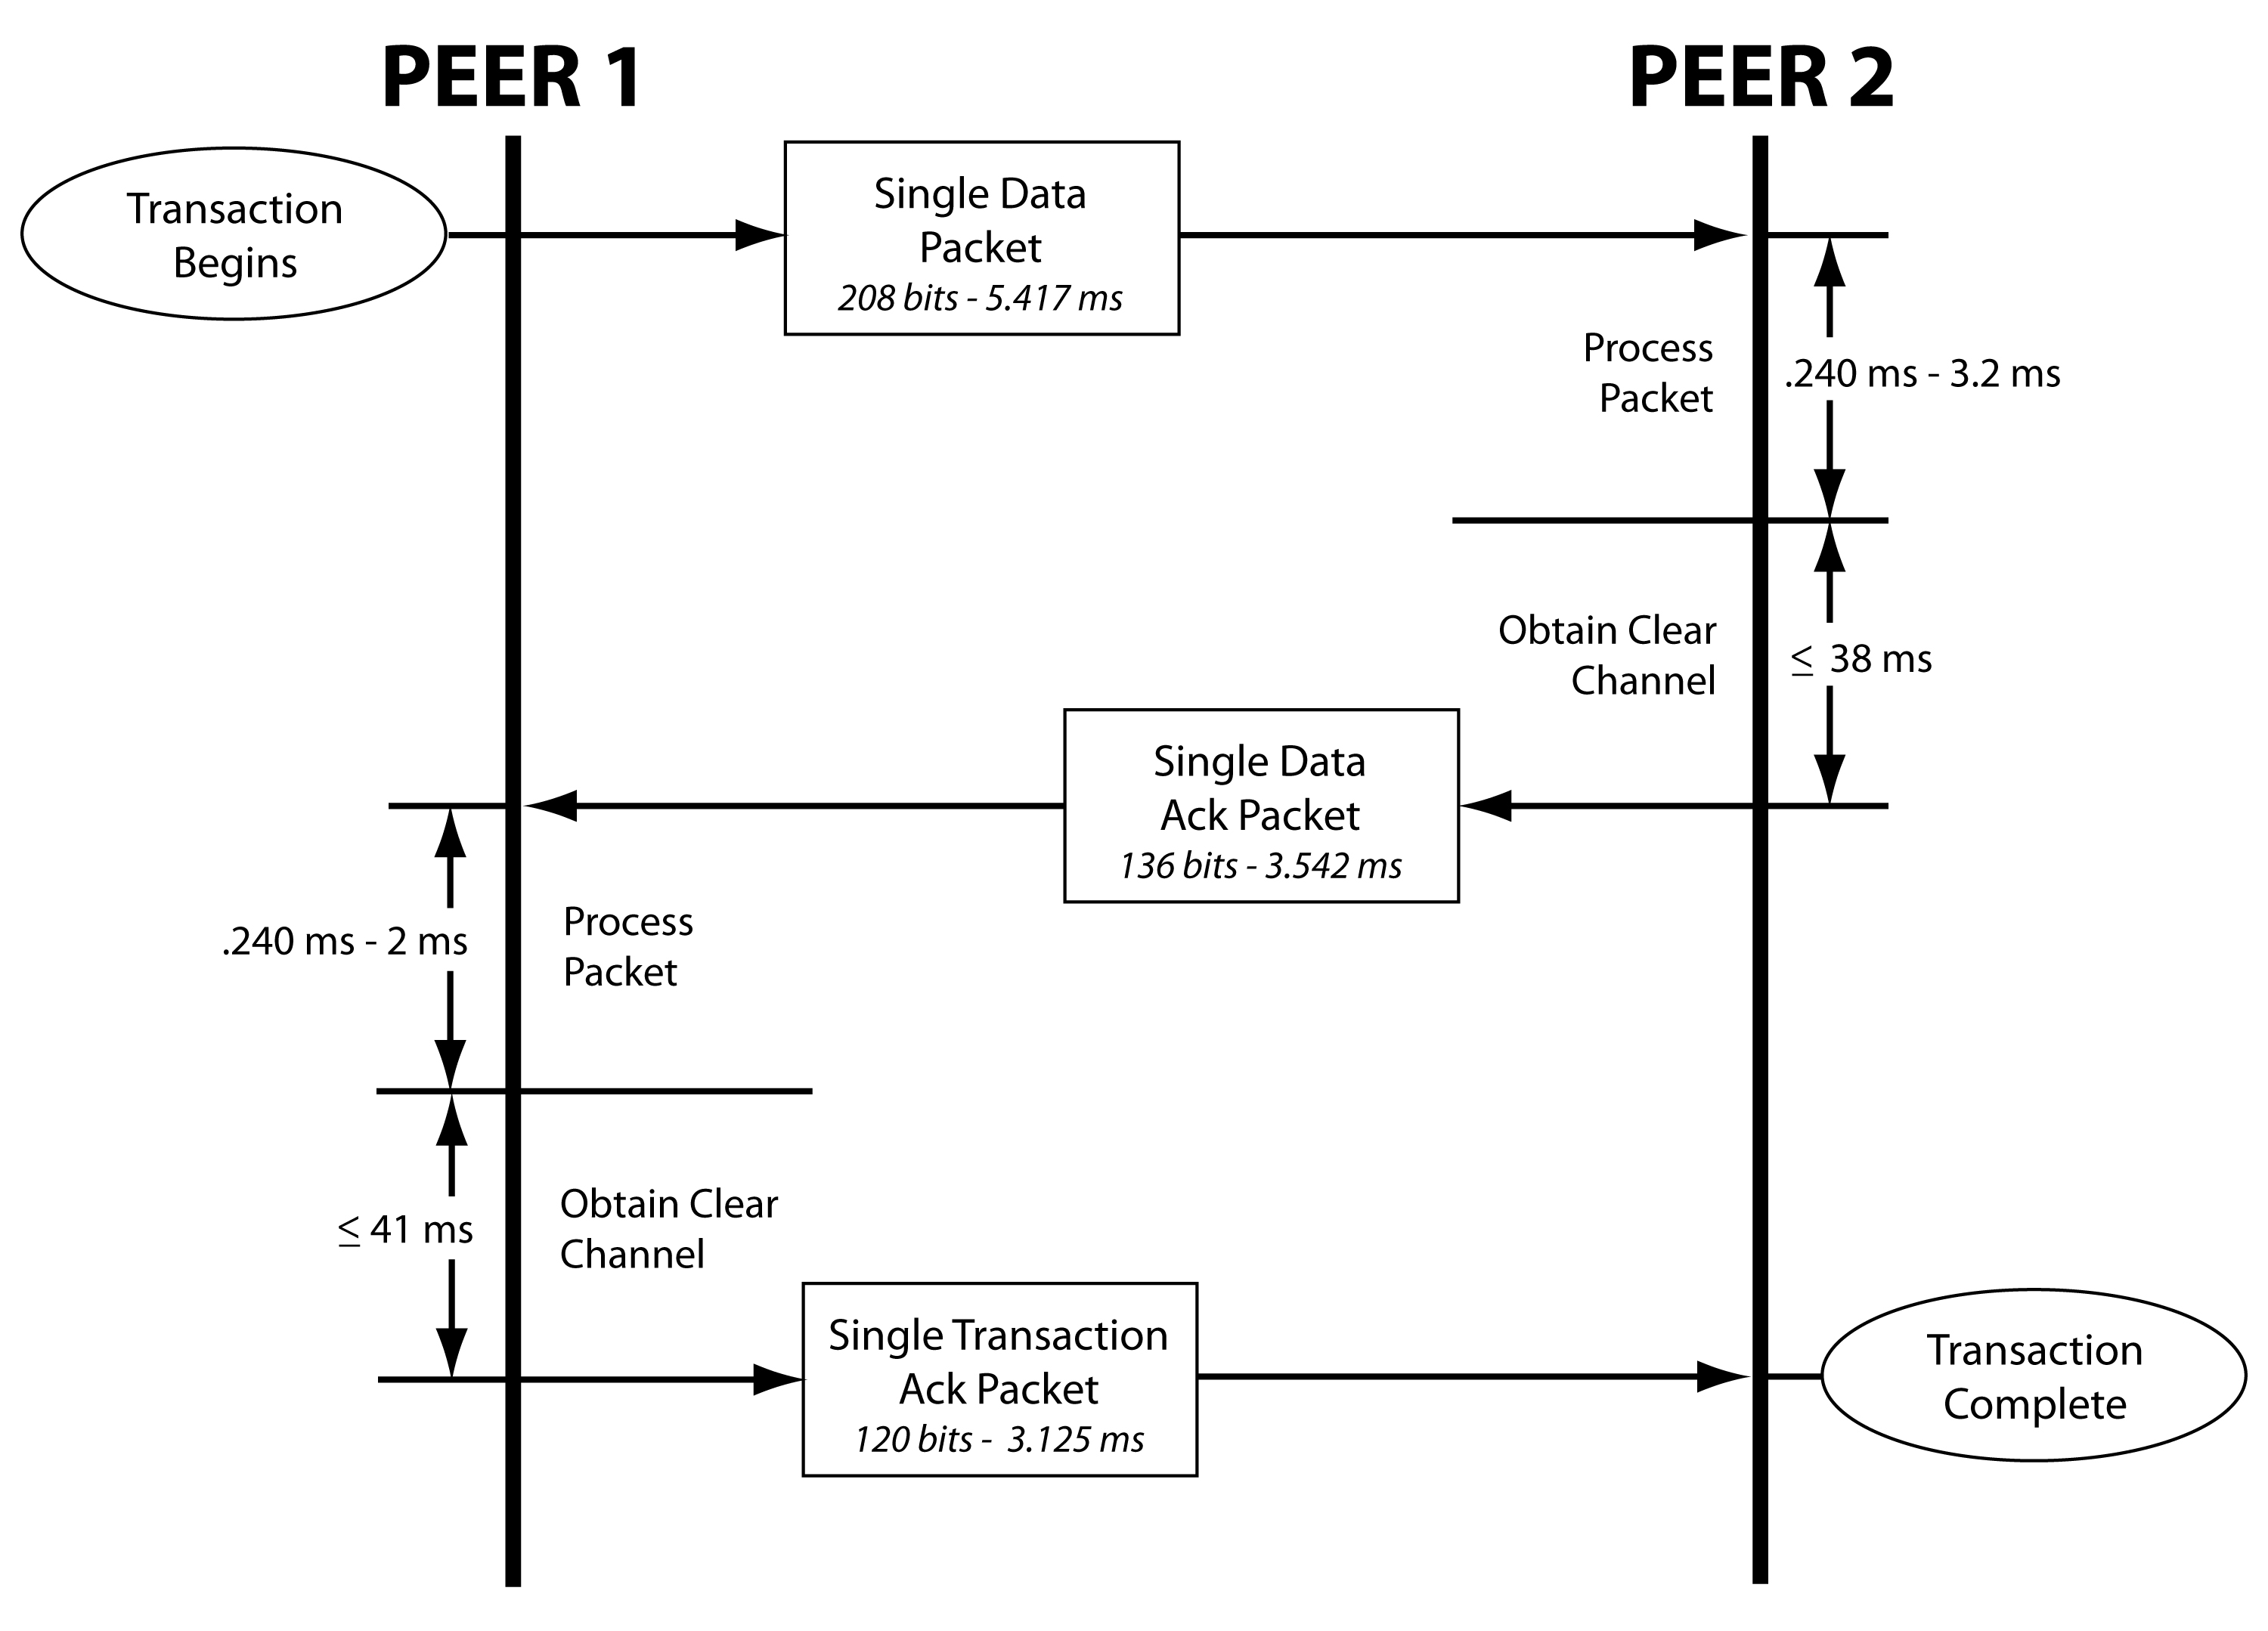 PEER 1
PEER 2
Transaction
Begins
Single Data
Packet
208 bits - 5.417 ms
Process
Packet
.240 ms - 3.2 ms
Obtain Clear
Channel
≤ 38 ms
Single Data
Ack Packet
136 bits - 3.542 ms
.240 ms - 2 ms
Process
Packet
≤ 41 ms
Obtain Clear
Channel
Single Transaction
Ack Packet
120 bits - 3.125 ms
Transaction
Complete